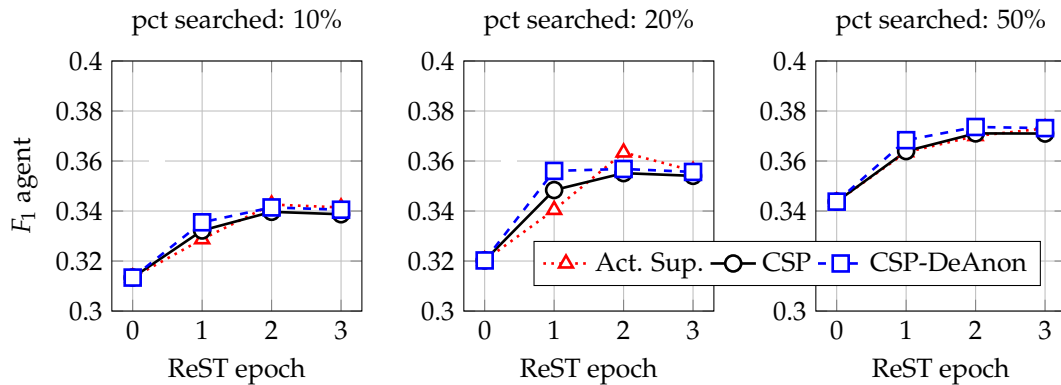 pct searched: 10%
pct searched: 20%
pct searched: 50%
F1 agent
0.4
0.38
0.36
0.34
0.32
0.3
0 1 2 3
ReST epoch
0.4
0.38
0.36
0.34
0.32
0.3
0 1 2 3
ReST epoch
0.4
0.38
0.36
0.34
0.32
0.3
0 1 2 3
ReST epoch
Act. Sup. CSP CSP-DeAnon